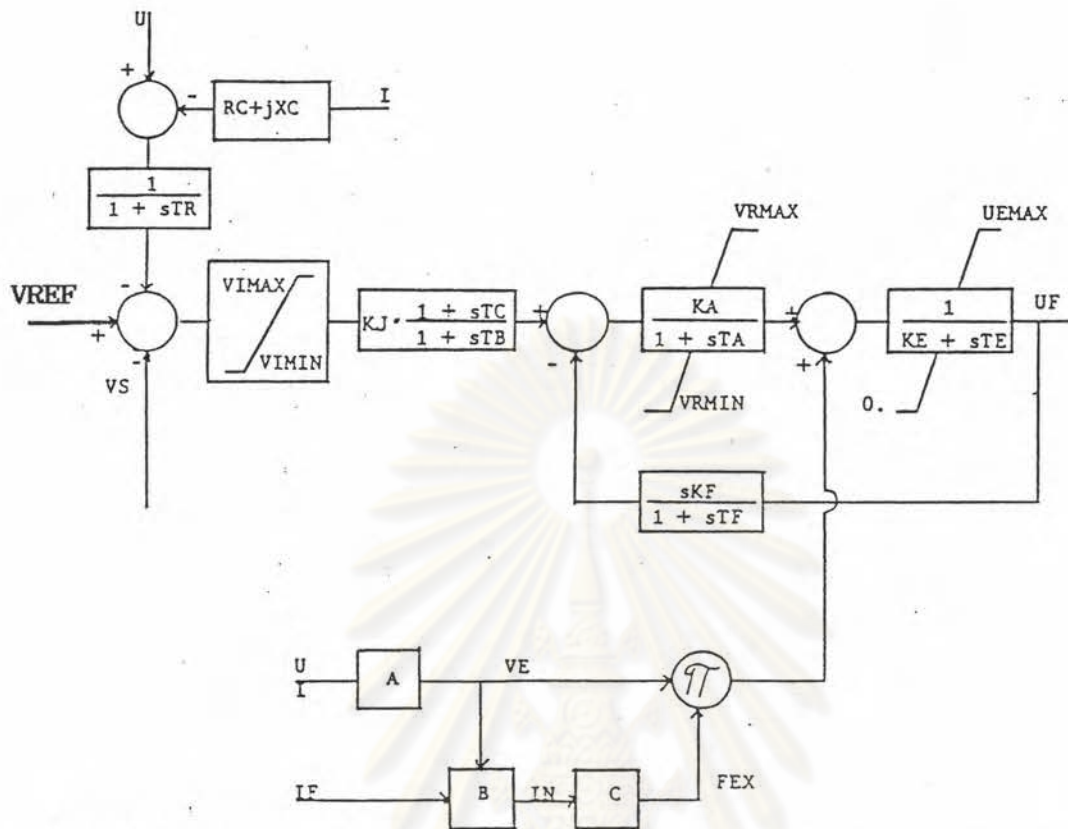 U
+
-
RC+jXC
I
1
1 + sTR
VRMAX
UEMAX
-
VREF
+
-
VS
VIMAX
VIMIN
KJ·
1 + sTC
1 + sTB
+
-
KA
1 + sTA
VRMIN
+
+
1
KE + sTE
0.
UF
sKF
1 + sTF
U
I
A
VE
π
IF
B
IN
C
FEX